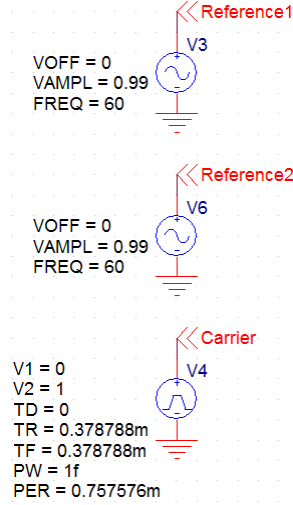 Reference1
V3
VOFF = 0
VAMPL = 0.99
FREQ = 60
Reference2
V6
VOFF = 0
VAMPL = 0.99
FREQ = 60
Carrier
V4
V1 = 0
V2 = 1
TD = 0
TR = 0.378788m
TF = 0.378788m
PW = 1f
PER = 0.757576m